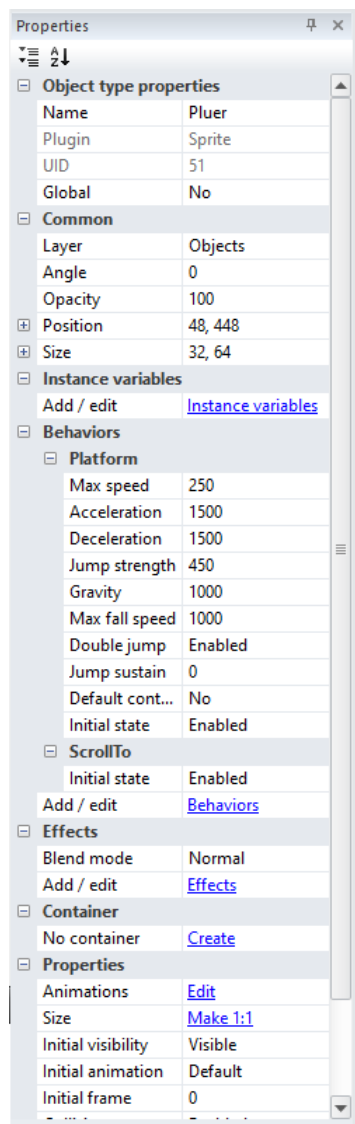 Properties
Object type properties
Name Pluer
Plugin Sprite
UID 51
Global No
Common
Layer Objects
Angle 0
Opacity 100
Position 48, 448
Size 32, 64
Instance variables
Add / edit Instance variables
Behaviors
Platform
Max speed 250
Acceleration 1500
Deceleration 1500
Jump strength 450
Gravity 1000
Max fall speed 1000
Double jump Enabled
Jump sustain 0
Default cont... No
Initial state Enabled
ScrollTo
Initial state Enabled
Add / edit Behaviors
Effects
Blend mode Normal
Add / edit Effects
Container
No container Create
Properties
Animations Edit
Size Make 1:1
Initial visibility Visible
Initial animation Default
Initial frame 0